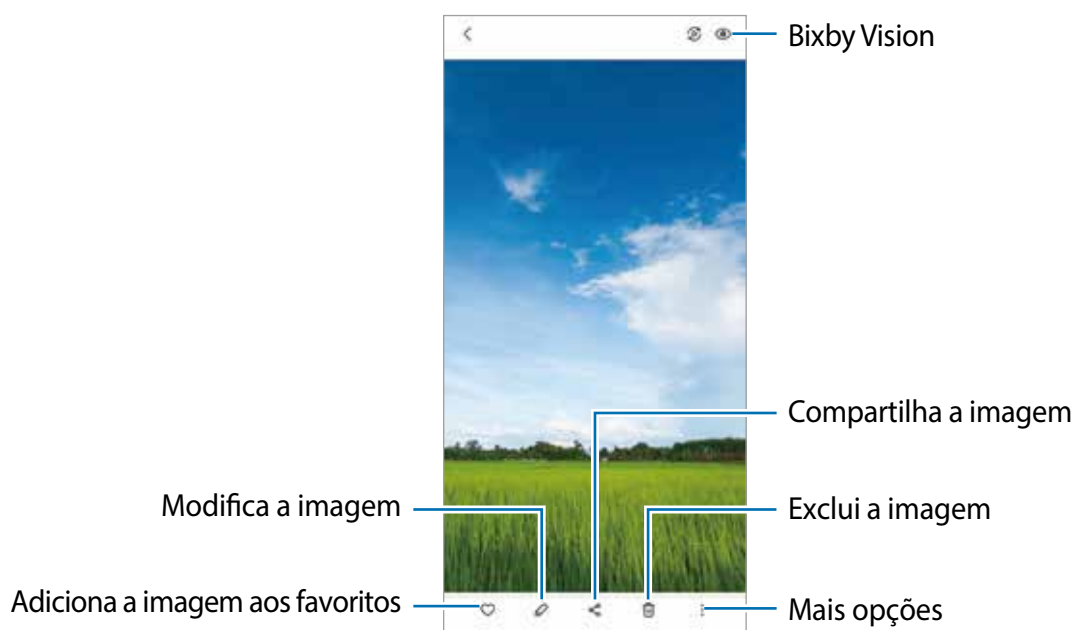 Bixby Vision
Compartilha a imagem
Modifica a imagem
Exclui a imagem
Adiciona a imagem aos favoritos
Mais opções